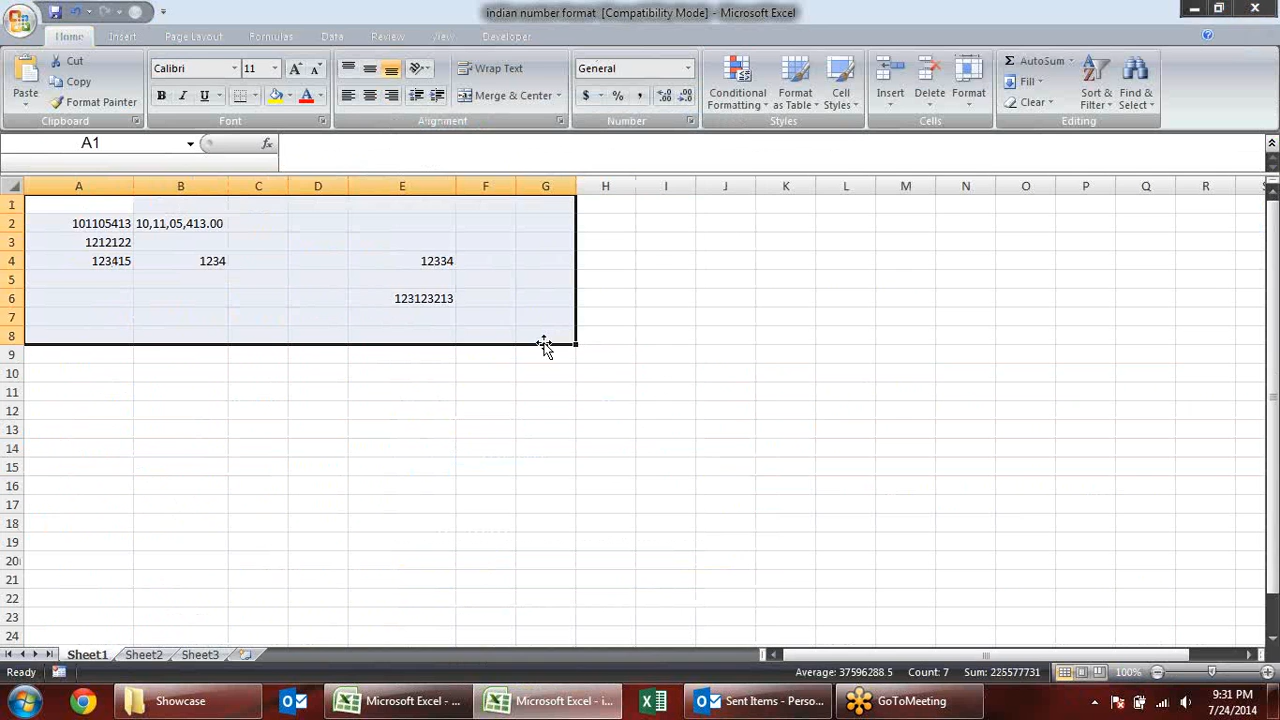 indian number format [Compatibility Mode] - Microsoft Excel
Home Insert Page Layout Formulas Data Review View Developer
Paste Cut Copy Format Painter Clipboard
Calibri 11 B I U A Font
Wrap Text Merge & Center Alignment
General $ % , Number
Conditional Formatting Format as Table Cell Styles Styles
Insert Delete Format Cells
Σ AutoSum Fill Clear Sort & Filter Find & Select Editing
A1 fx
A B C D E F G H I J K L M N O P Q R
1
2 101105413 10,11,05,413.00
3 1212122
4 123415 1234 12334
5
6 123123213
7
8
9
10
11
12
13
14
15
16
17
18
19
20
21
22
23
24
Sheet1 Sheet2 Sheet3
Ready Average: 37596288.5 Count: 7 Sum: 225577731 100%
Showcase Microsoft Excel - ... Microsoft Excel - i... Sent Items - Perso... GoToMeeting 9:31 PM
7/24/2014